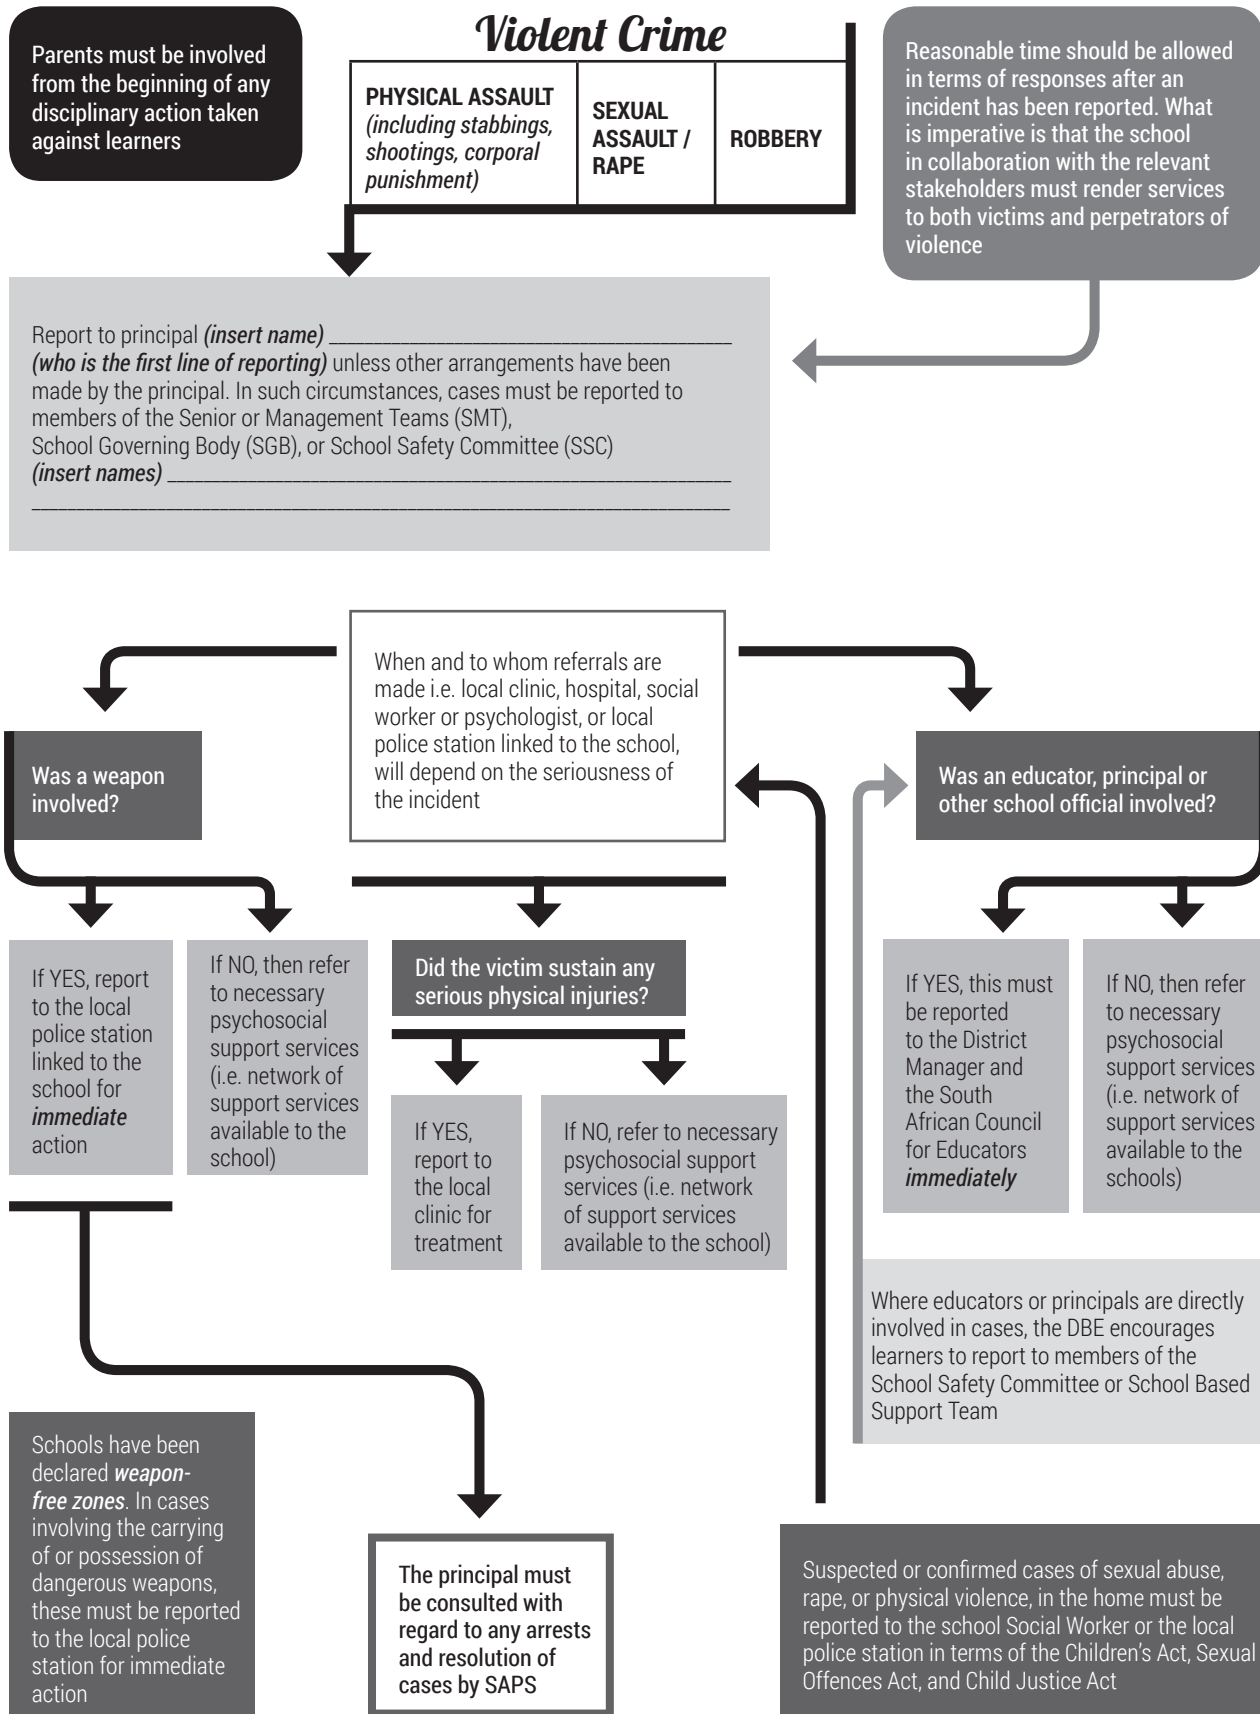 Violent Crime
Parents must be involved
from the beginning of any
disciplinary action taken
against learners
PHYSICAL ASSAULT
(including stabbings,
shootings, corporal
punishment)
SEXUAL
ASSAULT /
RAPE
ROBBERY
Reasonable time should be allowed
in terms of responses after an
incident has been reported. What
is imperative is that the school
in collaboration with the relevant
stakeholders must render services
to both victims and perpetrators of
violence
Report to principal (insert name) ____________________
(who is the first line of reporting) unless other arrangements have been
made by the principal. In such circumstances, cases must be reported to
members of the Senior or Management Teams (SMT),
School Governing Body (SGB), or School Safety Committee (SSC)
(insert names) ____________________
____________________
When and to whom referrals are
made i.e. local clinic, hospital, social
worker or psychologist, or local
police station linked to the school,
will depend on the seriousness of
the incident
Was a weapon
involved?
Was an educator, principal or
other school official involved?
If YES, report
to the local
police station
linked to the
school for
immediate
action
If NO, then refer
to necessary
psychosocial
support services
(i.e. network of
support services
available to the
school)
Did the victim sustain any
serious physical injuries?
If YES,
report to
the local
clinic for
treatment
If NO, refer to necessary
psychosocial support
services (i.e. network
of support services
available to the school)
If YES, this must
be reported
to the District
Manager and
the South
African Council
for Educators
immediately
If NO, then refer
to necessary
psychosocial
support services
(i.e. network of
support services
available to the
schools)
Where educators or principals are directly
involved in cases, the DBE encourages
learners to report to members of the
School Safety Committee or School Based
Support Team
Schools have been
declared weapon-
free zones. In cases
involving the carrying
of or possession of
dangerous weapons,
these must be reported
to the local police
station for immediate
action
The principal must
be consulted with
regard to any arrests
and resolution of
cases by SAPS
Suspected or confirmed cases of sexual abuse,
rape, or physical violence, in the home must be
reported to the school Social Worker or the local
police station in terms of the Children's Act, Sexual
Offences Act, and Child Justice Act